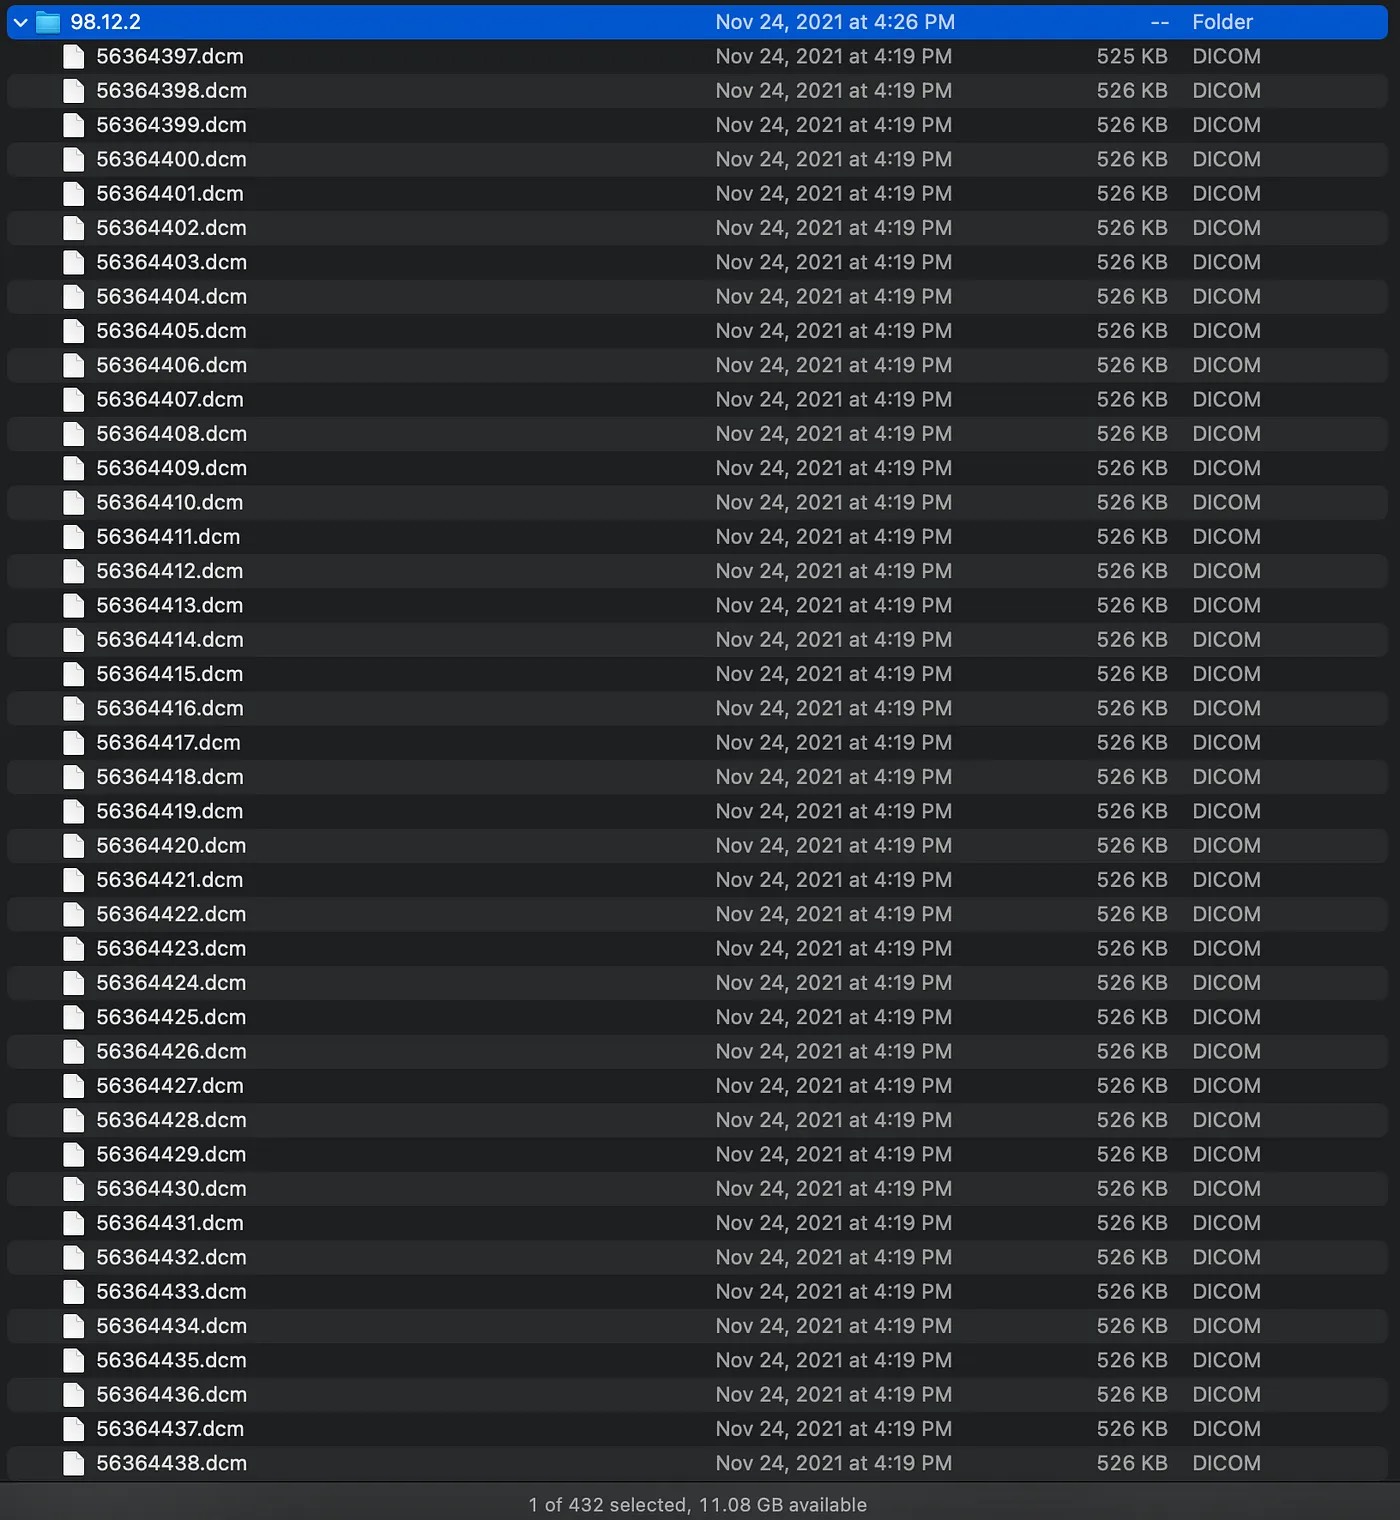 98.12.2 Nov 24, 2021 at 4:26 PM -- Folder
56364397.dcm Nov 24, 2021 at 4:19 PM 525 KB DICOM
56364398.dcm Nov 24, 2021 at 4:19 PM 526 KB DICOM
56364399.dcm Nov 24, 2021 at 4:19 PM 526 KB DICOM
56364400.dcm Nov 24, 2021 at 4:19 PM 526 KB DICOM
56364401.dcm Nov 24, 2021 at 4:19 PM 526 KB DICOM
56364402.dcm Nov 24, 2021 at 4:19 PM 526 KB DICOM
56364403.dcm Nov 24, 2021 at 4:19 PM 526 KB DICOM
56364404.dcm Nov 24, 2021 at 4:19 PM 526 KB DICOM
56364405.dcm Nov 24, 2021 at 4:19 PM 526 KB DICOM
56364406.dcm Nov 24, 2021 at 4:19 PM 526 KB DICOM
56364407.dcm Nov 24, 2021 at 4:19 PM 526 KB DICOM
56364408.dcm Nov 24, 2021 at 4:19 PM 526 KB DICOM
56364409.dcm Nov 24, 2021 at 4:19 PM 526 KB DICOM
56364410.dcm Nov 24, 2021 at 4:19 PM 526 KB DICOM
56364411.dcm Nov 24, 2021 at 4:19 PM 526 KB DICOM
56364412.dcm Nov 24, 2021 at 4:19 PM 526 KB DICOM
56364413.dcm Nov 24, 2021 at 4:19 PM 526 KB DICOM
56364414.dcm Nov 24, 2021 at 4:19 PM 526 KB DICOM
56364415.dcm Nov 24, 2021 at 4:19 PM 526 KB DICOM
56364416.dcm Nov 24, 2021 at 4:19 PM 526 KB DICOM
56364417.dcm Nov 24, 2021 at 4:19 PM 526 KB DICOM
56364418.dcm Nov 24, 2021 at 4:19 PM 526 KB DICOM
56364419.dcm Nov 24, 2021 at 4:19 PM 526 KB DICOM
56364420.dcm Nov 24, 2021 at 4:19 PM 526 KB DICOM
56364421.dcm Nov 24, 2021 at 4:19 PM 526 KB DICOM
56364422.dcm Nov 24, 2021 at 4:19 PM 526 KB DICOM
56364423.dcm Nov 24, 2021 at 4:19 PM 526 KB DICOM
56364424.dcm Nov 24, 2021 at 4:19 PM 526 KB DICOM
56364425.dcm Nov 24, 2021 at 4:19 PM 526 KB DICOM
56364426.dcm Nov 24, 2021 at 4:19 PM 526 KB DICOM
56364427.dcm Nov 24, 2021 at 4:19 PM 526 KB DICOM
56364428.dcm Nov 24, 2021 at 4:19 PM 526 KB DICOM
56364429.dcm Nov 24, 2021 at 4:19 PM 526 KB DICOM
56364430.dcm Nov 24, 2021 at 4:19 PM 526 KB DICOM
56364431.dcm Nov 24, 2021 at 4:19 PM 526 KB DICOM
56364432.dcm Nov 24, 2021 at 4:19 PM 526 KB DICOM
56364433.dcm Nov 24, 2021 at 4:19 PM 526 KB DICOM
56364434.dcm Nov 24, 2021 at 4:19 PM 526 KB DICOM
56364435.dcm Nov 24, 2021 at 4:19 PM 526 KB DICOM
56364436.dcm Nov 24, 2021 at 4:19 PM 526 KB DICOM
56364437.dcm Nov 24, 2021 at 4:19 PM 526 KB DICOM
56364438.dcm Nov 24, 2021 at 4:19 PM 526 KB DICOM
1 of 432 selected, 11.08 GB available